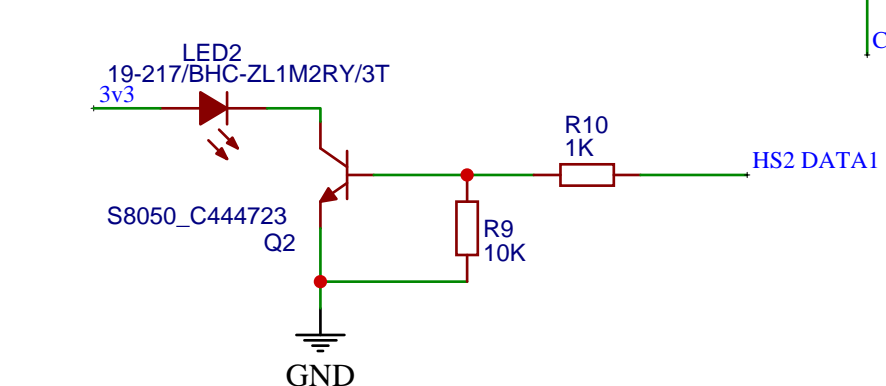 C
LED2
19-217/BHC-ZL1M2RY/3T
3v3
R10
1K
HS2 DATA1
S8050_C444723
Q2
R9
10K
GND